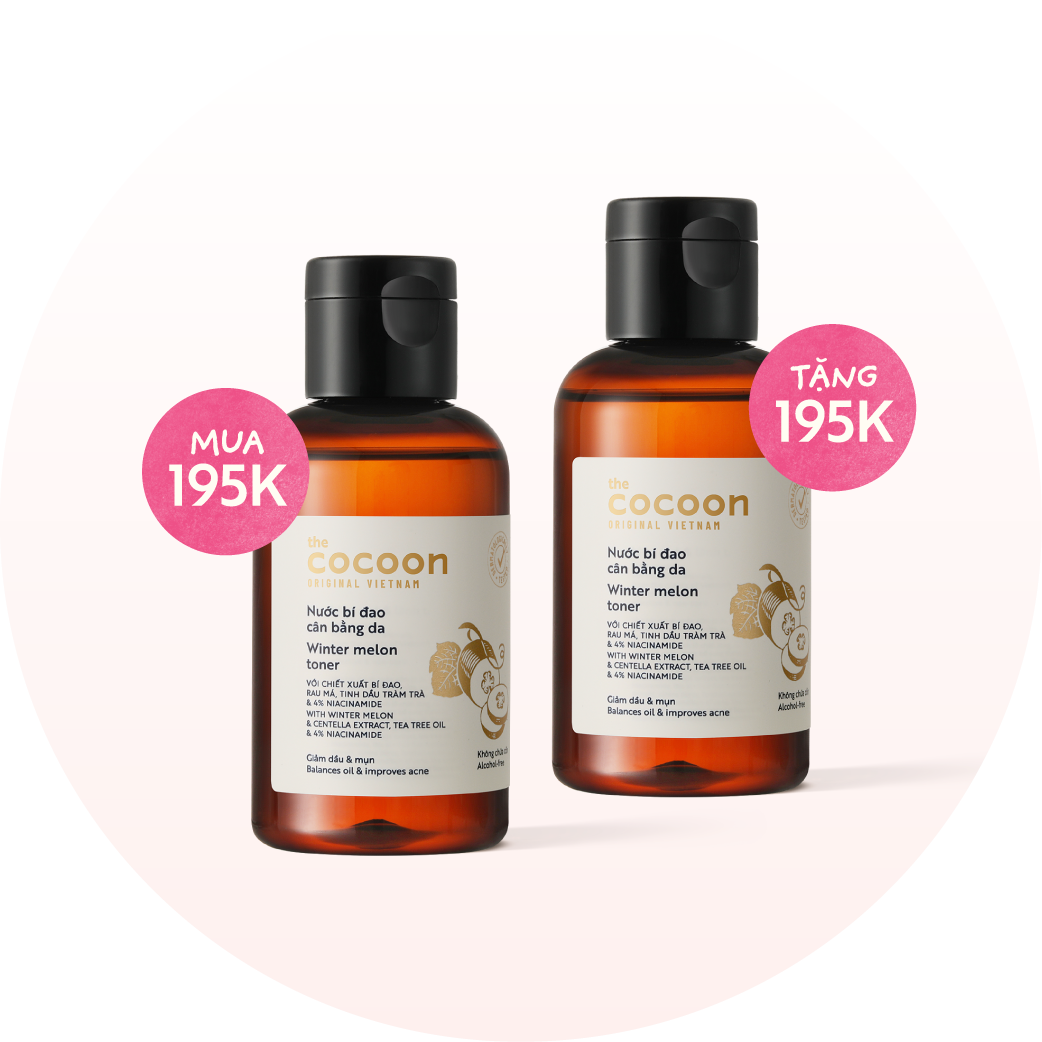 MUA
195K
the
cocoon
ORIGINAL VIETNAM
Nước bí đao
cân bằng da
Winter melon
toner
VỚI CHIẾT XUẤT BÍ ĐAO,
RAU MÁ, TINH DẦU TRÀM TRÀ
& 4% NIACINAMIDE
WITH WINTER MELON
& CENTELLA EXTRACT, TEA TREE OIL
& 4% NIACINAMIDE
Giảm dầu & mụn
Balances oil & improves acne
Không chứa
Alcohol-free
TẶNG
195K
the
cocoon
ORIGINAL VIETNAM
Nước bí đao
cân bằng da
Winter melon
toner
VỚI CHIẾT XUẤT BÍ ĐAO,
RAU MÁ, TINH DẦU TRÀM TRÀ
& 4% NIACINAMIDE
WITH WINTER MELON
& CENTELLA EXTRACT, TEA TREE OIL
& 4% NIACINAMIDE
Giảm dầu & mụn
Balances oil & improves acne
Không chứa
Alcohol-free